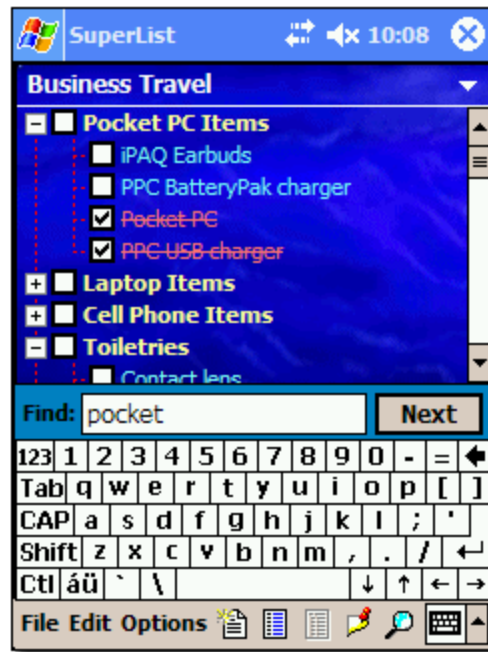 SuperList 10:08
Business Travel
Pocket PC Items
iPAQ Earbuds
PPC BatteryPak charger
Pocket PC
PPC USB charger
Laptop Items
Cell Phone Items
Toiletries
Contact lens
Find: pocket Next
123 1 2 3 4 5 6 7 8 9 0 - =
Tab q w e r t y u i o p [ ]
CAP a s d f g h j k l ; '
Shift z x c v b n m , . /
Ctl áü ` \
File Edit Options